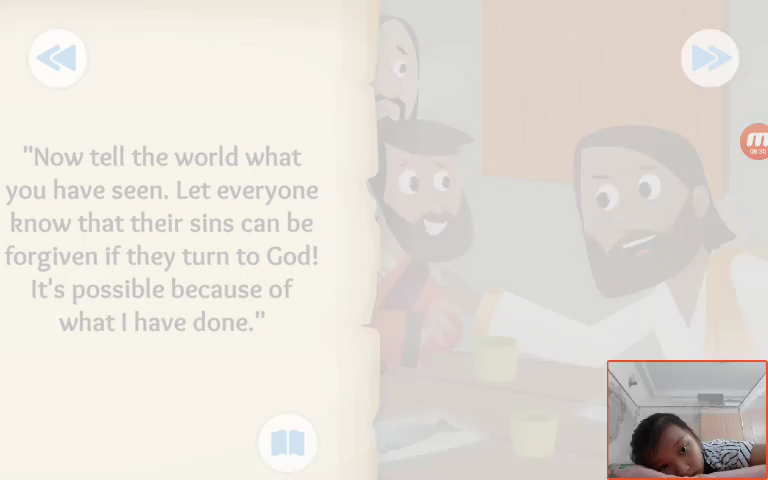 "Now tell the world what
you have seen. Let everyone
know that their sins can be
forgiven if they turn to God!
It's possible because of
what I have done."